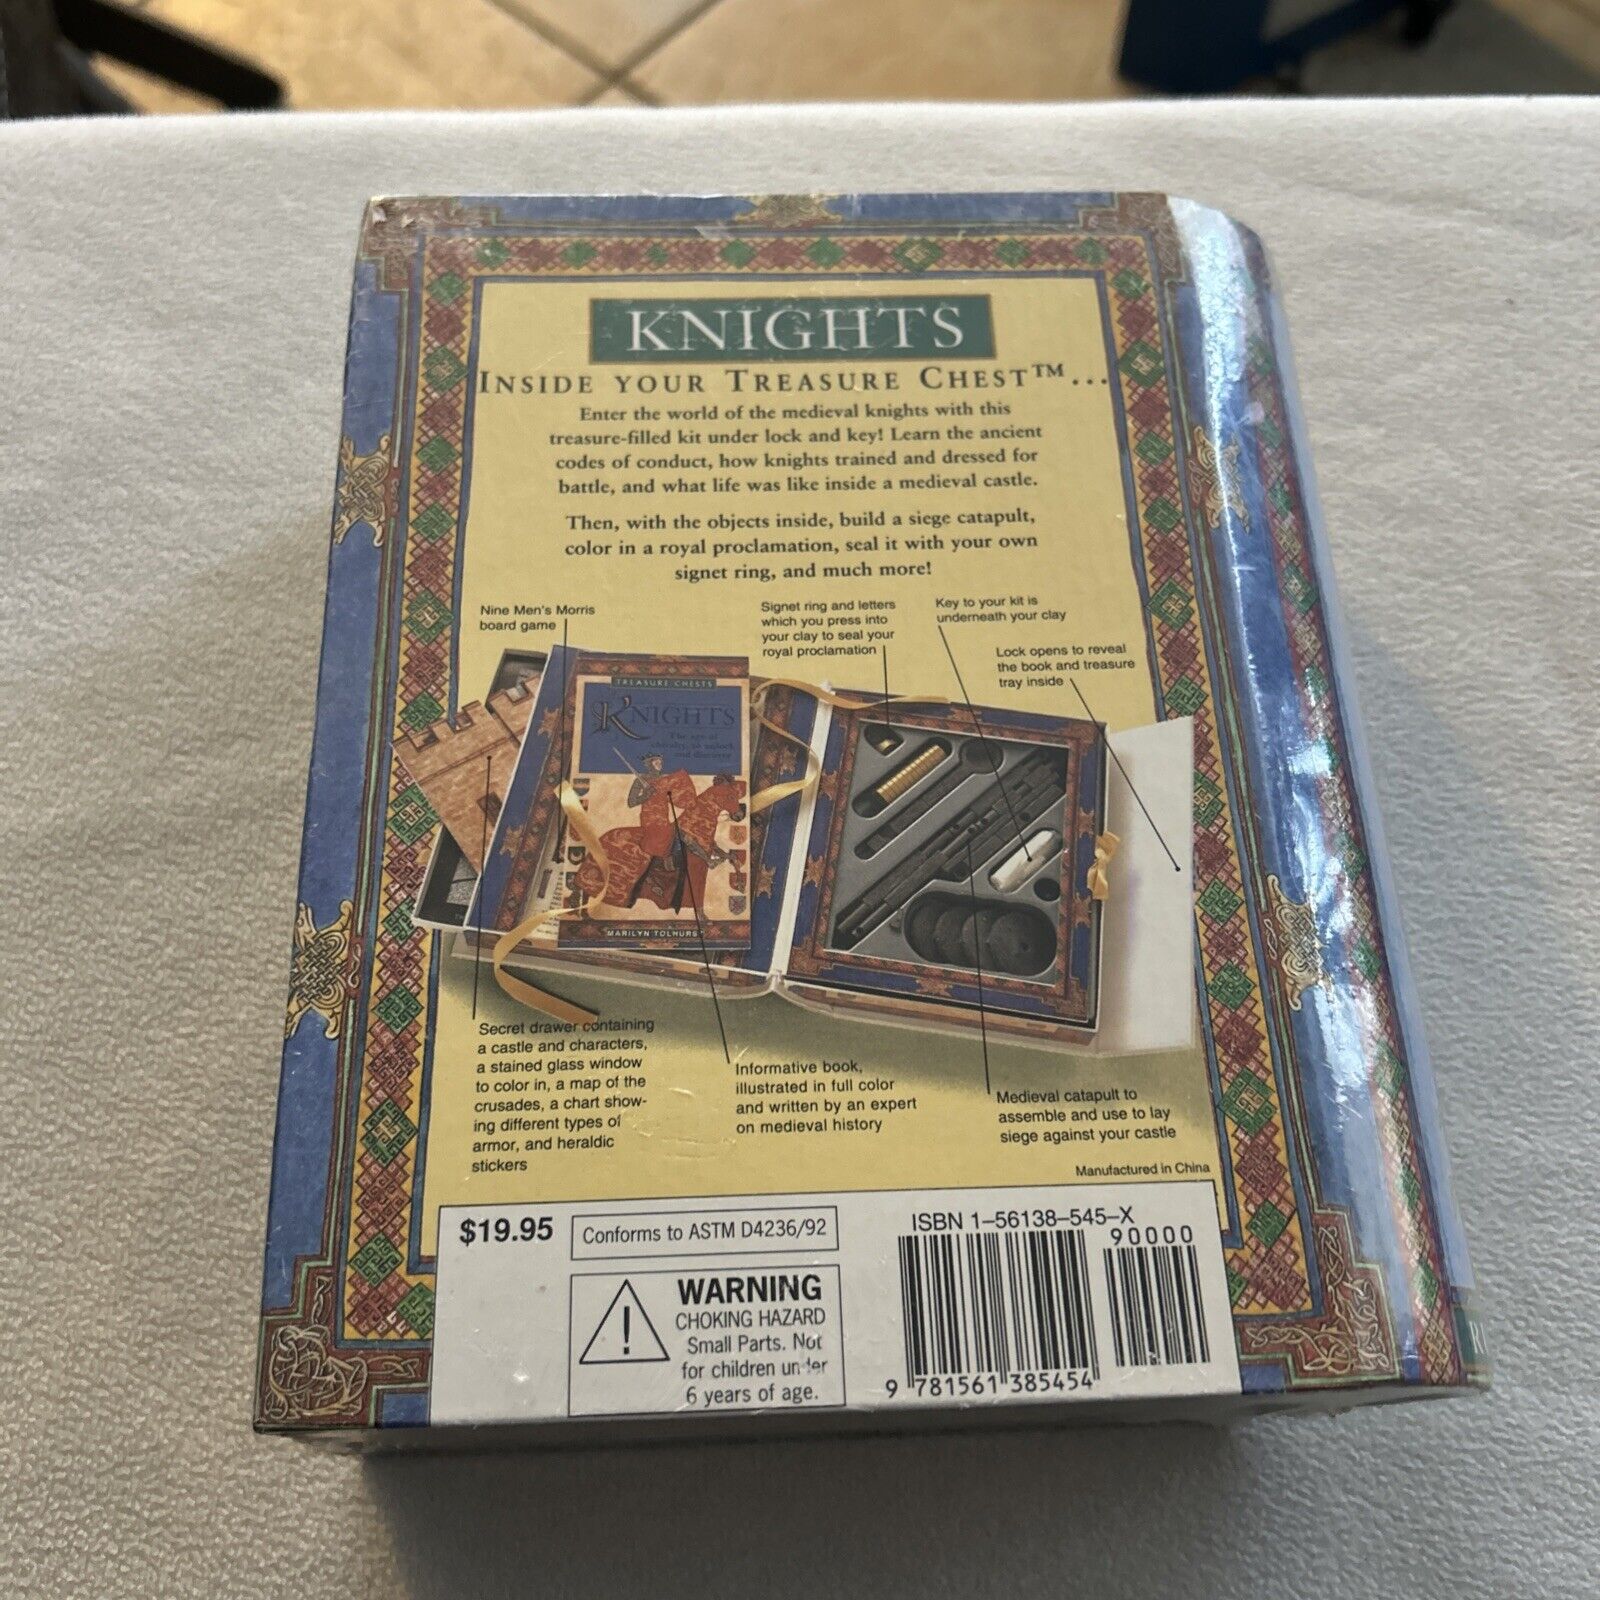 KNIGHTS
INSIDE YOUR TREASURE CHEST™...
Enter the world of the medieval knights with this
treasure-filled kit under lock and key! Learn the ancient
codes of conduct, how knights trained and dressed for
battle, and what life was like inside a medieval castle.
Then, with the objects inside, build a siege catapult,
color in a royal proclamation, seal it with your own
signet ring, and much more!
Nine Men's Morris
board game
Signet ring and letters
which you press into
your clay to seal your
royal proclamation
Key to your kit is
underneath your clay
Lock opens to reveal
the book and treasure
tray inside
TREASURE CHESTS
KNIGHTS
The age of
chivalry, to unlock
and discover
MARILYN TOLHURST
Secret drawer containing
a castle and characters,
a stained glass window
to color in, a map of the
crusades, a chart show-
ing different types of
armor, and heraldic
stickers
Informative book,
illustrated in full color
and written by an expert
on medieval history
Medieval catapult to
assemble and use to lay
siege against your castle
Manufactured in China
$19.95
Conforms to ASTM D4236/92
WARNING
CHOKING HAZARD
Small Parts. Not
for children under
6 years of age.
ISBN 1-56138-545-X
90000
9 781561 385454